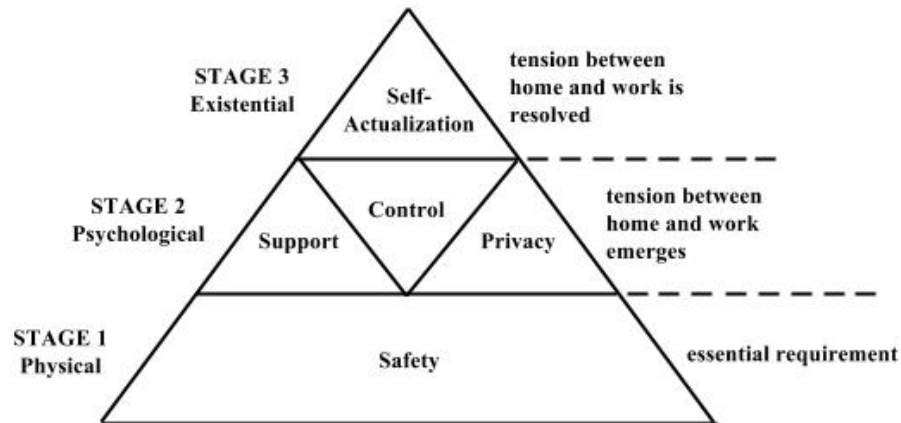 STAGE 3
Existential
Self-
Actualization
tension between
home and work is
resolved
STAGE 2
Psychological
Support
Control
Privacy
tension between
home and work
emerges
STAGE 1
Physical
Safety
essential requirement